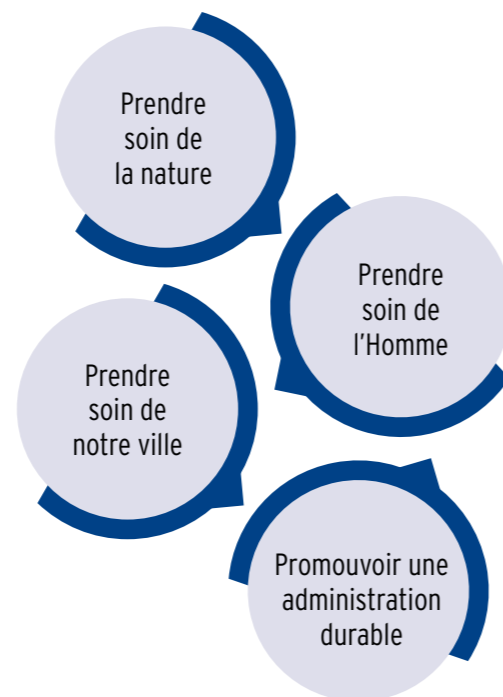 Prendre
soin de
la nature
Prendre
soin de
l'Homme
Prendre
soin de
notre ville
Promouvoir une
administration
durable